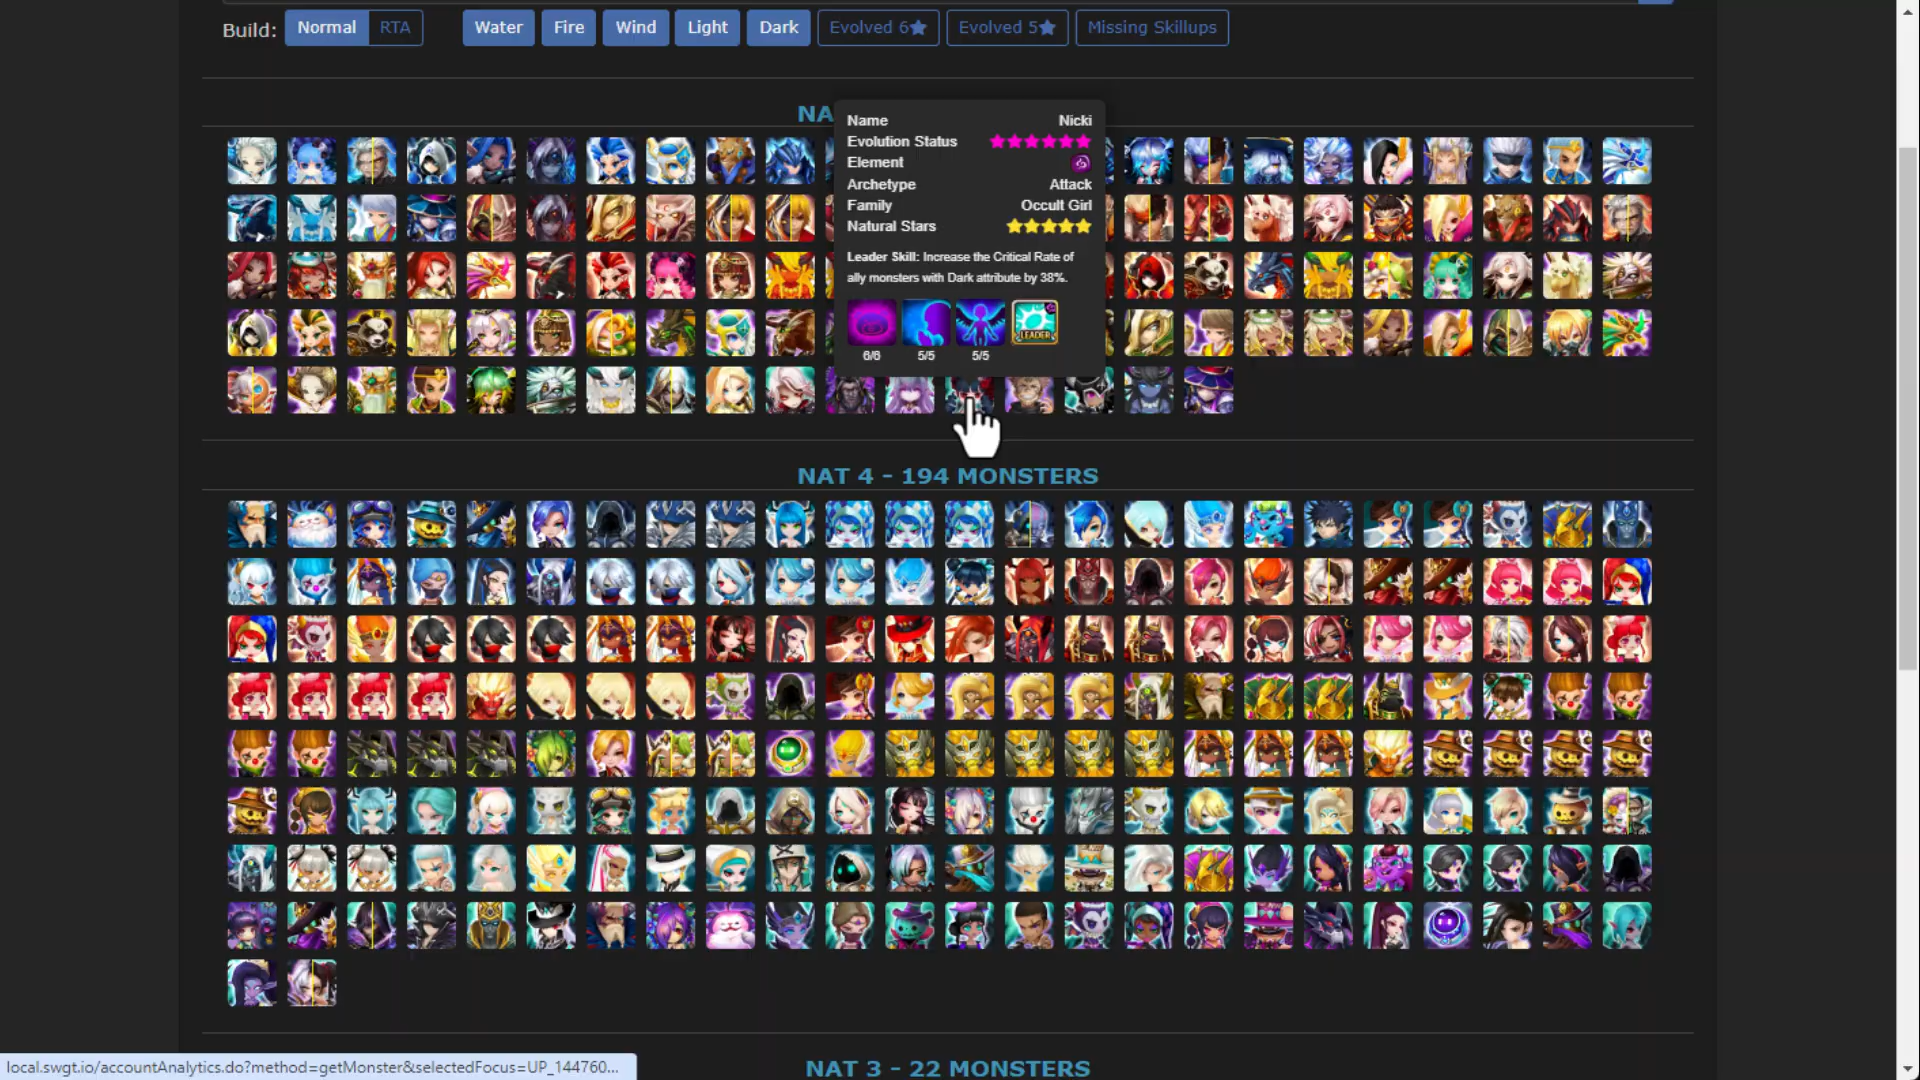 Build: Normal RTA Water Fire Wind Light Dark Evolved 6★ Evolved 5★ Missing Skillups
NA
Name Nicki
Evolution Status
Element
Archetype Attack
Family Occult Girl
Natural Stars
Leader Skill: Increase the Critical Rate of
ally monsters with Dark attribute by 38%.
LEADER
6/6 5/5 5/5
NAT 4 - 194 MONSTERS
NAT 3 - 22 MONSTERS
local.swgt.io/accountAnalytics.do?method=getMonster&selectedFocus=UP_144760...